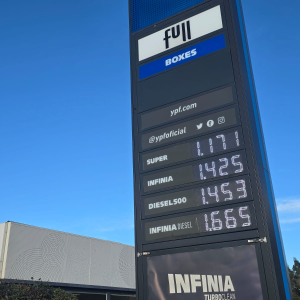 full
BOXES
ypf.com
@ypfoficial
SUPER 1.171
INFINIA 1.425
DIESEL500 1.453
INFINIA DIESEL 1.665
INFINIA
TURBOCLEAN